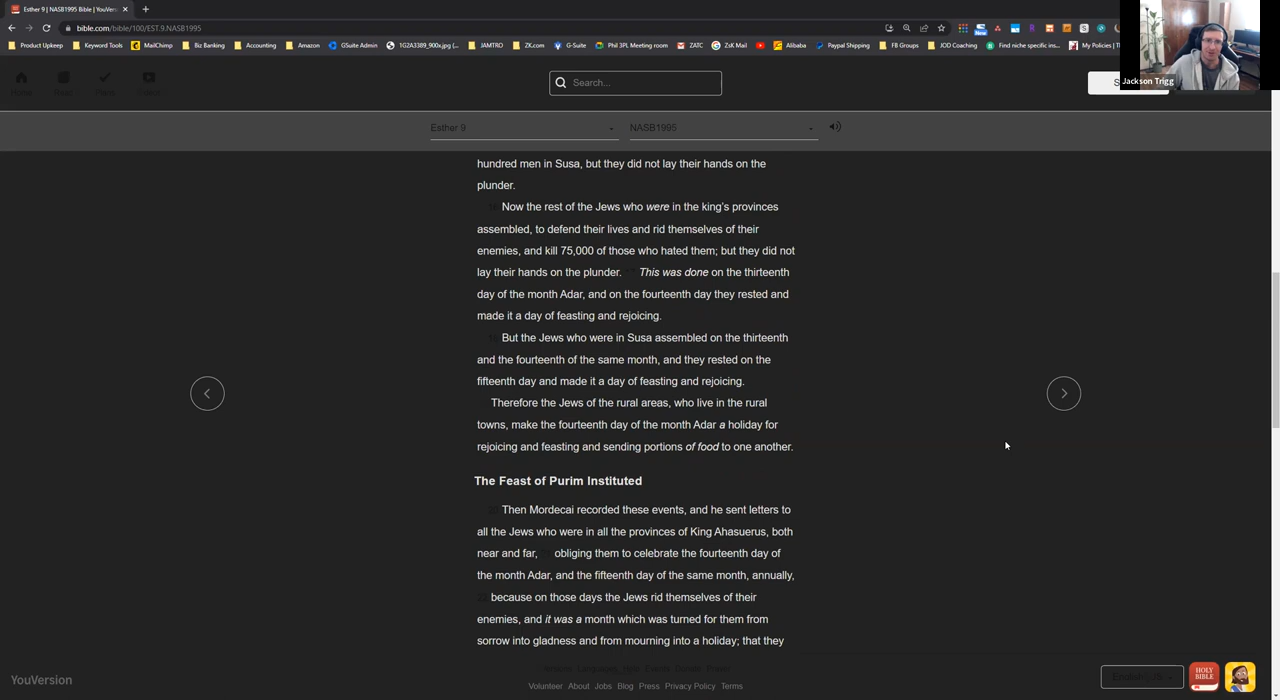 Esther 9 | NASB1995 Bible | YouVers
bible.com/bible/100/EST.9.NASB1995
Product Upkeep Keyword Tools MailChimp Biz Banking Accounting Amazon GSuite Admin 1GZA3389_900x.jpg (... JAMTRO ZK.com G-Suite Phil 3PL Meeting room ZATC ZsK Mail Alibaba Paypal Shipping FB Groups JOD Coaching Find niche specific ins... My Policies | Th
New
Home Read Plans Videos
Search...
Jackson Trigg
Esther 9 NASB1995
hundred men in Susa, but they did not lay their hands on the
plunder.
Now the rest of the Jews who were in the king's provinces
assembled, to defend their lives and rid themselves of their
enemies, and kill 75,000 of those who hated them; but they did not
lay their hands on the plunder. This was done on the thirteenth
day of the month Adar, and on the fourteenth day they rested and
made it a day of feasting and rejoicing.
But the Jews who were in Susa assembled on the thirteenth
and the fourteenth of the same month, and they rested on the
fifteenth day and made it a day of feasting and rejoicing.
Therefore the Jews of the rural areas, who live in the rural
towns, make the fourteenth day of the month Adar a holiday for
rejoicing and feasting and sending portions of food to one another.
The Feast of Purim Instituted
Then Mordecai recorded these events, and he sent letters to
all the Jews who were in all the provinces of King Ahasuerus, both
near and far, obliging them to celebrate the fourteenth day of
the month Adar, and the fifteenth day of the same month, annually,
22 because on those days the Jews rid themselves of their
enemies, and it was a month which was turned for them from
sorrow into gladness and from mourning into a holiday; that they
YouVersion
Volunteer About Jobs Blog Press Privacy Policy Terms
English (US)
HOLY
BIBLE